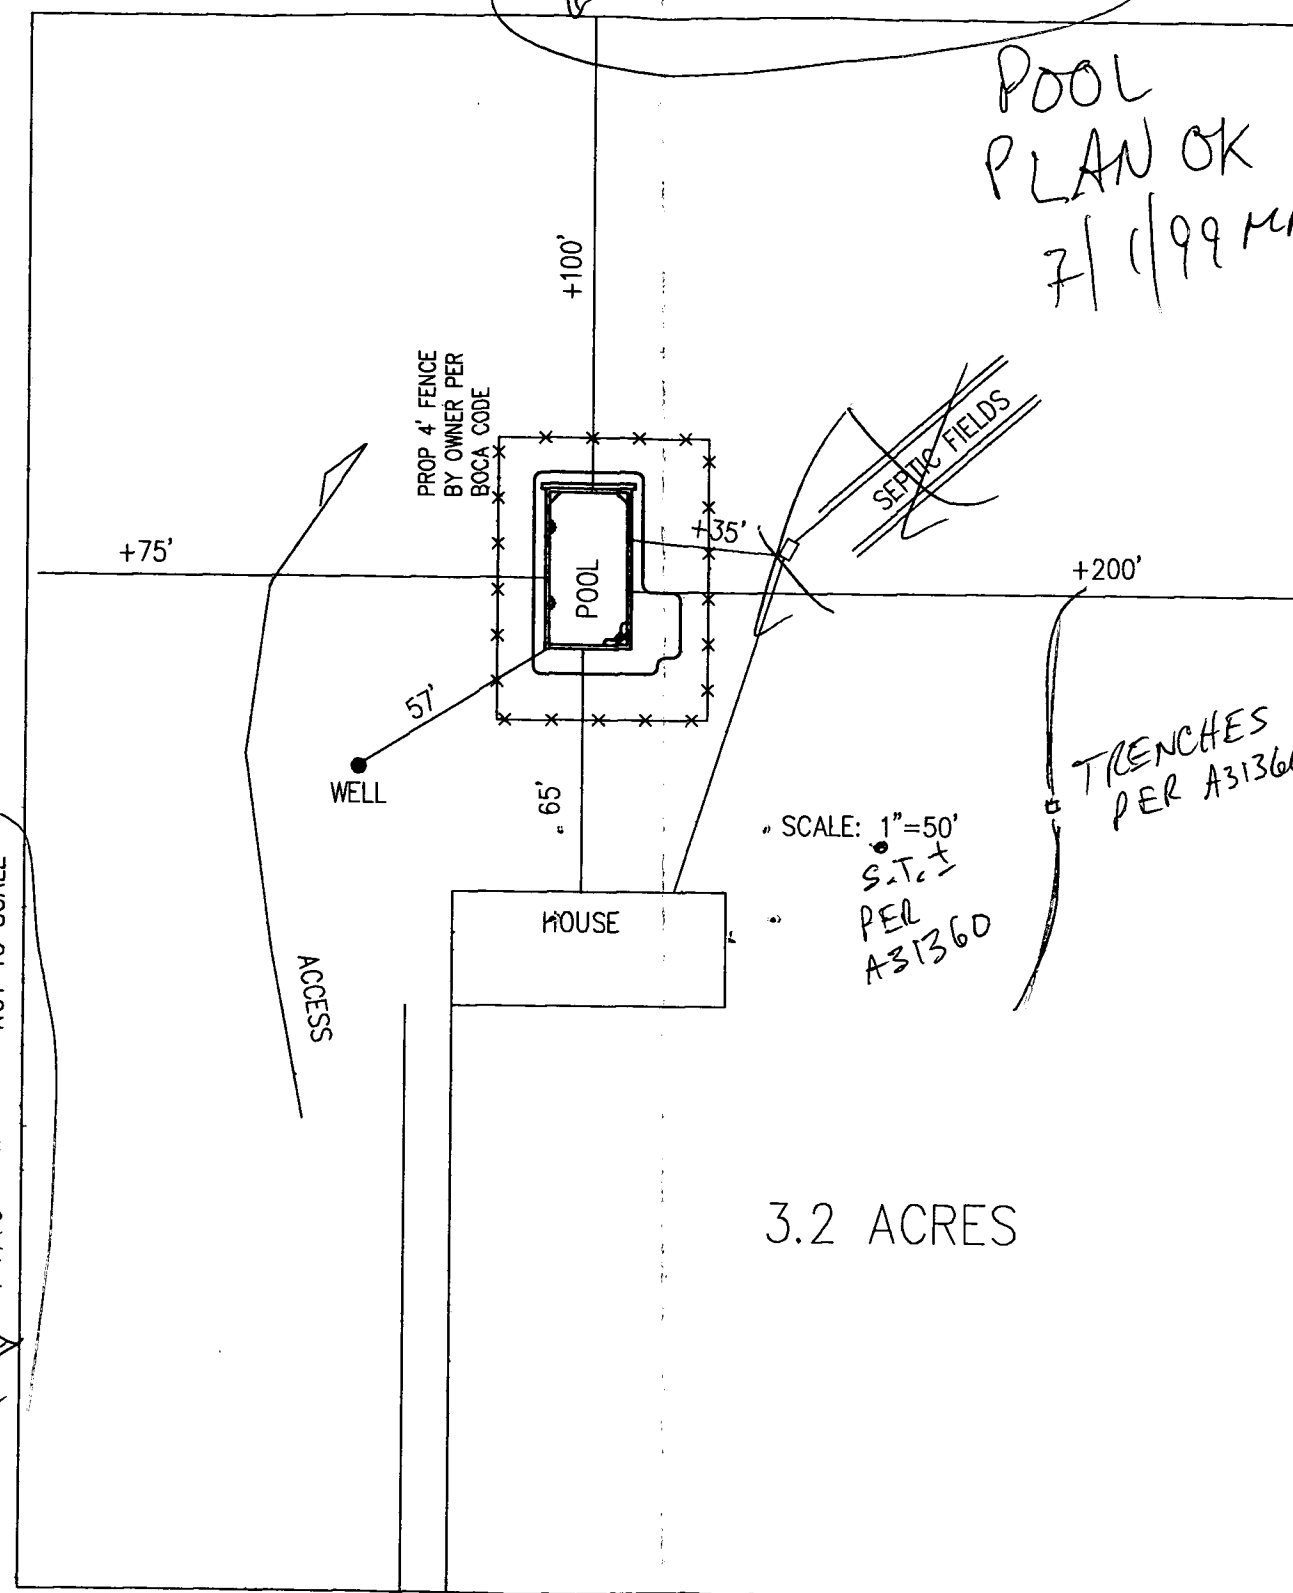 POOL
PLAN OK
7/1/99
+100'
PROP 4' FENCE
BY OWNER PER
BOCA CODE
SEPTIC FIELDS
+75'
+35'
POOL
+200'
57'
WELL
65'
TRENCHES
PER A31360
SCALE: 1"=50'
S.T. ±
PER
A31360
HOUSE
ACCESS
3.2 ACRES